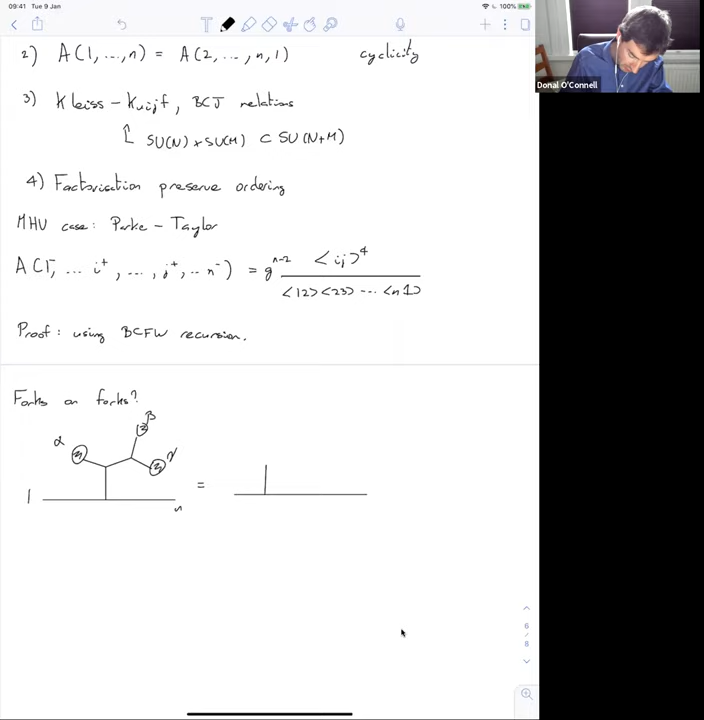 09:41 Tue 9 Jan
100%
2) A(1,...,n) = A(2,...,n,1) cyclicity
3) Kleiss-Kuijf, BCJ relations
SU(N) × SU(M) ⊂ SU(N+M)
4) Factorisation preserve ordering
MHV case: Parke-Taylor
A(1⁻, ... i⁺, ..., j⁺, .. n⁻) = g^{n-2} <ij>⁴ / <12><23> ... <n1>
Proof: using BCFW recursion.
Forks on forks?
α β γ
1 n =
Donal O'Connell
6 / 8